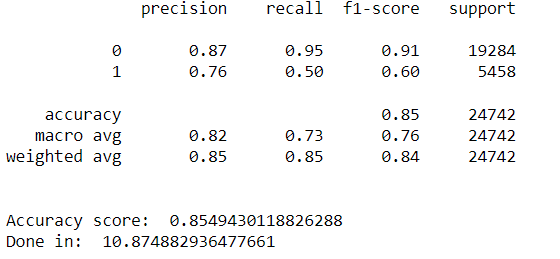 precision recall f1-score support
0 0.87 0.95 0.91 19284
1 0.76 0.50 0.60 5458
accuracy 0.85 24742
macro avg 0.82 0.73 0.76 24742
weighted avg 0.85 0.85 0.84 24742
Accuracy score: 0.8549430118826288
Done in: 10.874882936477661